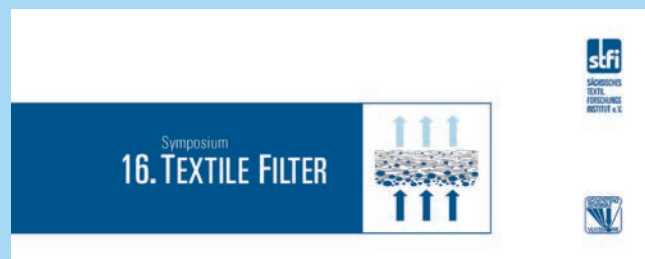 Symposium
16. TEXTILE FILTER
stfi
SÄCHSISCHES
TEXTIL
FORSCHUNGS
INSTITUT e.V.